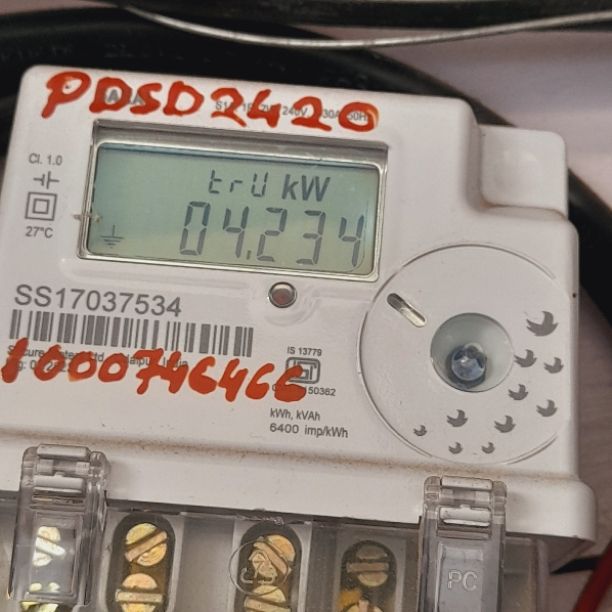 PDSD2420
240V
Cl. 1.0
27°C
trU kW
04.234
SS17037534
IS 13779
1000746466
kWh, kVAh
6400 imp/kWh
PC